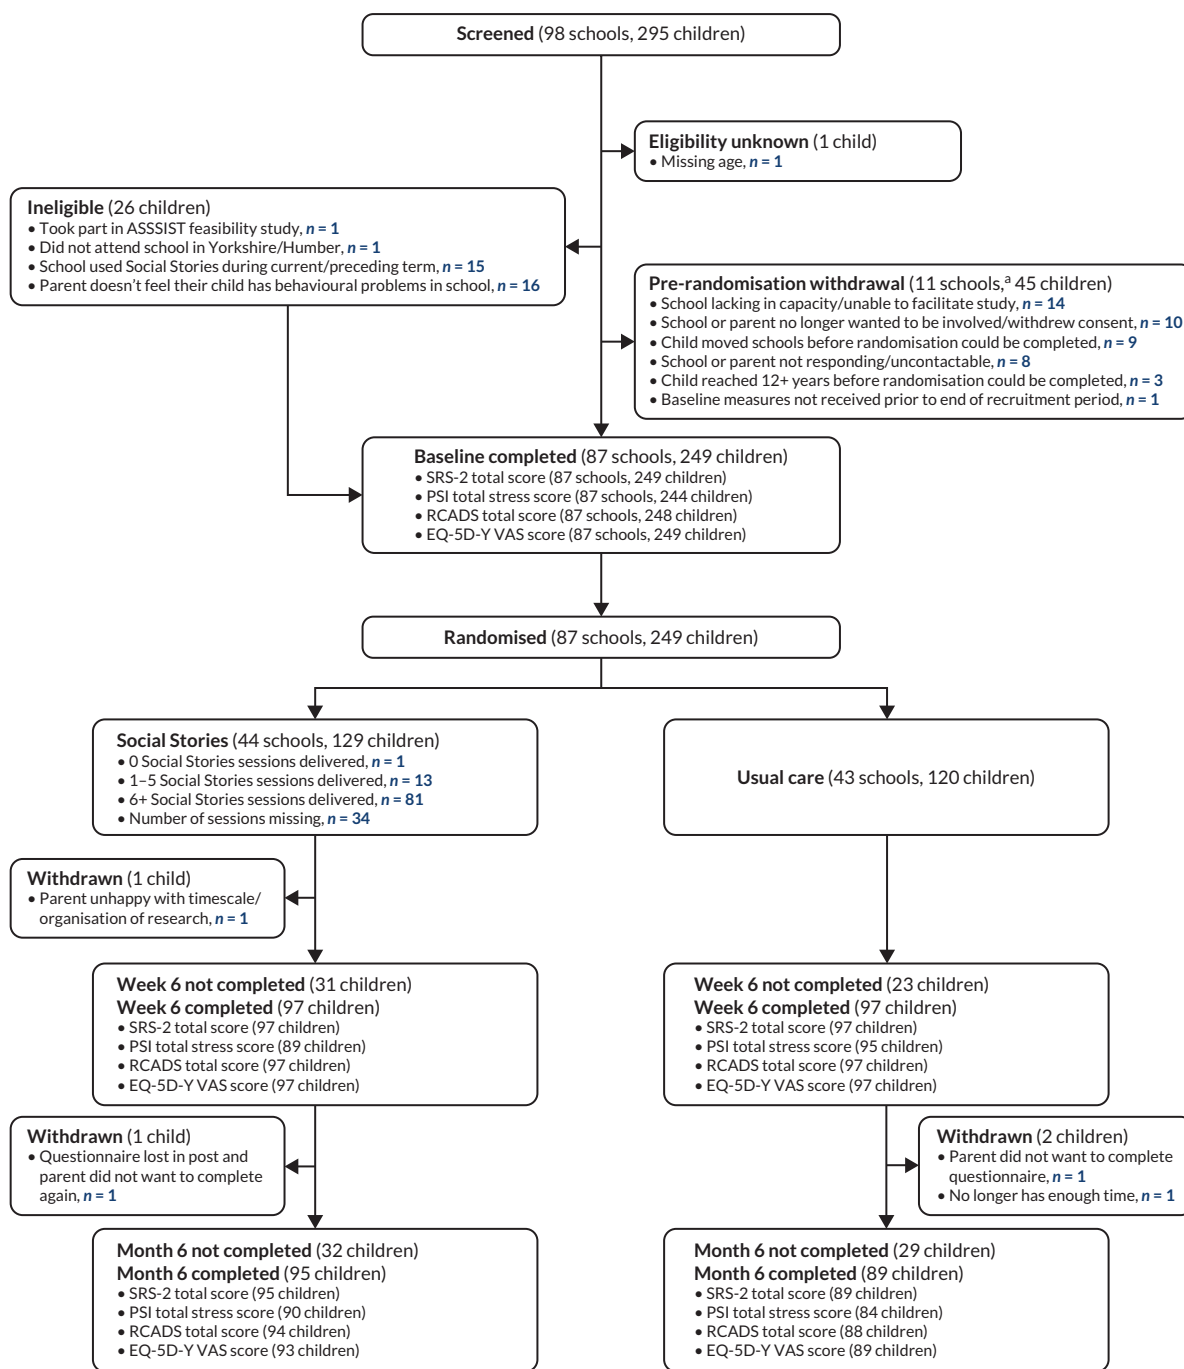 Screened (98 schools, 295 children)
Eligibility unknown (1 child)
• Missing age, n = 1
Ineligible (26 children)
• Took part in ASSSIST feasibility study, n = 1
• Did not attend school in Yorkshire/Humber, n = 1
• School used Social Stories during current/preceding term, n = 15
• Parent doesn't feel their child has behavioural problems in school, n = 16
Pre-randomisation withdrawal (11 schools,ᵃ 45 children)
• School lacking in capacity/unable to facilitate study, n = 14
• School or parent no longer wanted to be involved/withdrew consent, n = 10
• Child moved schools before randomisation could be completed, n = 9
• School or parent not responding/uncontactable, n = 8
• Child reached 12+ years before randomisation could be completed, n = 3
• Baseline measures not received prior to end of recruitment period, n = 1
Baseline completed (87 schools, 249 children)
• SRS-2 total score (87 schools, 249 children)
• PSI total stress score (87 schools, 244 children)
• RCADS total score (87 schools, 248 children)
• EQ-5D-Y VAS score (87 schools, 249 children)
Randomised (87 schools, 249 children)
Social Stories (44 schools, 129 children)
• 0 Social Stories sessions delivered, n = 1
• 1–5 Social Stories sessions delivered, n = 13
• 6+ Social Stories sessions delivered, n = 81
• Number of sessions missing, n = 34
Usual care (43 schools, 120 children)
Withdrawn (1 child)
• Parent unhappy with timescale/
organisation of research, n = 1
Week 6 not completed (31 children)
Week 6 completed (97 children)
• SRS-2 total score (97 children)
• PSI total stress score (89 children)
• RCADS total score (97 children)
• EQ-5D-Y VAS score (97 children)
Week 6 not completed (23 children)
Week 6 completed (97 children)
• SRS-2 total score (97 children)
• PSI total stress score (95 children)
• RCADS total score (97 children)
• EQ-5D-Y VAS score (97 children)
Withdrawn (1 child)
• Questionnaire lost in post and
parent did not want to complete
again, n = 1
Withdrawn (2 children)
• Parent did not want to complete
questionnaire, n = 1
• No longer has enough time, n = 1
Month 6 not completed (32 children)
Month 6 completed (95 children)
• SRS-2 total score (95 children)
• PSI total stress score (90 children)
• RCADS total score (94 children)
• EQ-5D-Y VAS score (93 children)
Month 6 not completed (29 children)
Month 6 completed (89 children)
• SRS-2 total score (89 children)
• PSI total stress score (84 children)
• RCADS total score (88 children)
• EQ-5D-Y VAS score (89 children)